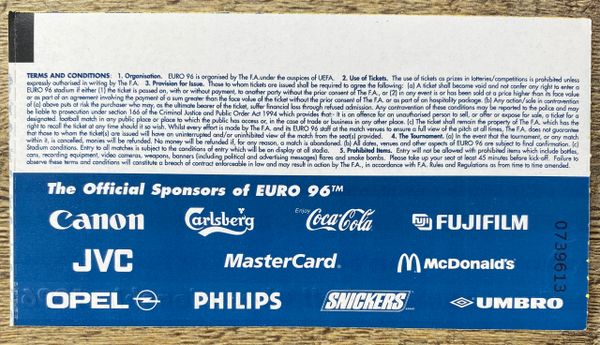 TERMS AND CONDITIONS 1. Organisation. EURO 96 is organised by The F.A. under the auspices of UEFA. 2. Use of Tickets. The use of tickets as prizes in lotteries/competitions is prohibited unless
expressly authorised in writing by The F.A. 3. Provision for Issue. Those to whom tickets are issued shall be required to agree the following: (a) A ticket shall become void and not confer any right to enter a
EURO 96 stadium if either (1) the ticket is passed on, with or without payment, to another party without the prior consent of The F.A., or (2) in any event it is or has been sold at a price higher than its face value
or as part of an agreement involving the payment of a sum greater than the face value of the ticket without the prior consent of The F.A. or as part of an hospitality package. (b) Any action/sale in contravention
of (a) above puts at risk the purchaser who may, as the ultimate bearer of the ticket, suffer financial loss through refused admission. Any contravention of these conditions may be reported to the police and may
be liable to prosecution under section 166 of the Criminal Justice and Public Order Act 1994 which provides that:- it is an offence for an unauthorised person to sell, or offer or expose for sale, a ticket for a
designated football match in any public place or place to which the public has access or, in the course of trade or business in any other place. (c) The ticket shall remain the property of The F.A. which has the
right to recall the ticket at any time should it so wish. Whilst every effort is made by The F.A. and its EURO 96 staff at the match venues to ensure a full view of the pitch at all times, The F.A. does not guarantee
that those to whom the ticket(s) are issued will have an uninterrupted and/or uninhibited view of the match from the seat(s) provided. 4. The Tournament. (a) In the event that the tournament, or any match
within it, is cancelled, monies will be refunded. No money will be refunded if, for any reason, a match is abandoned. (b) All dates, venues and other aspects of EURO 96 are subject to final confirmation. (c)
Stadium conditions. Entry to all matches is subject to the conditions of entry which will be on display at all stadia. 5. Prohibited Items. Entry will not be allowed with prohibited items which include bottles,
cans, recording equipment, video cameras, weapons, banners (including political and advertising messages) flares and smoke bombs. Please take up your seat at least 45 minutes before kick-off. Failure to
observe these terms and conditions will constitute a breach of contract enforceable in law and may result in action by The F.A., in accordance with F.A. Rules and Regulations as from time to time amended.
The Official Sponsors of EURO 96™
Canon Carlsberg Enjoy Coca-Cola FUJI FUJIFILM
JVC MasterCard® McDonald's®
OPEL PHILIPS SNICKERS UMBRO
0739613